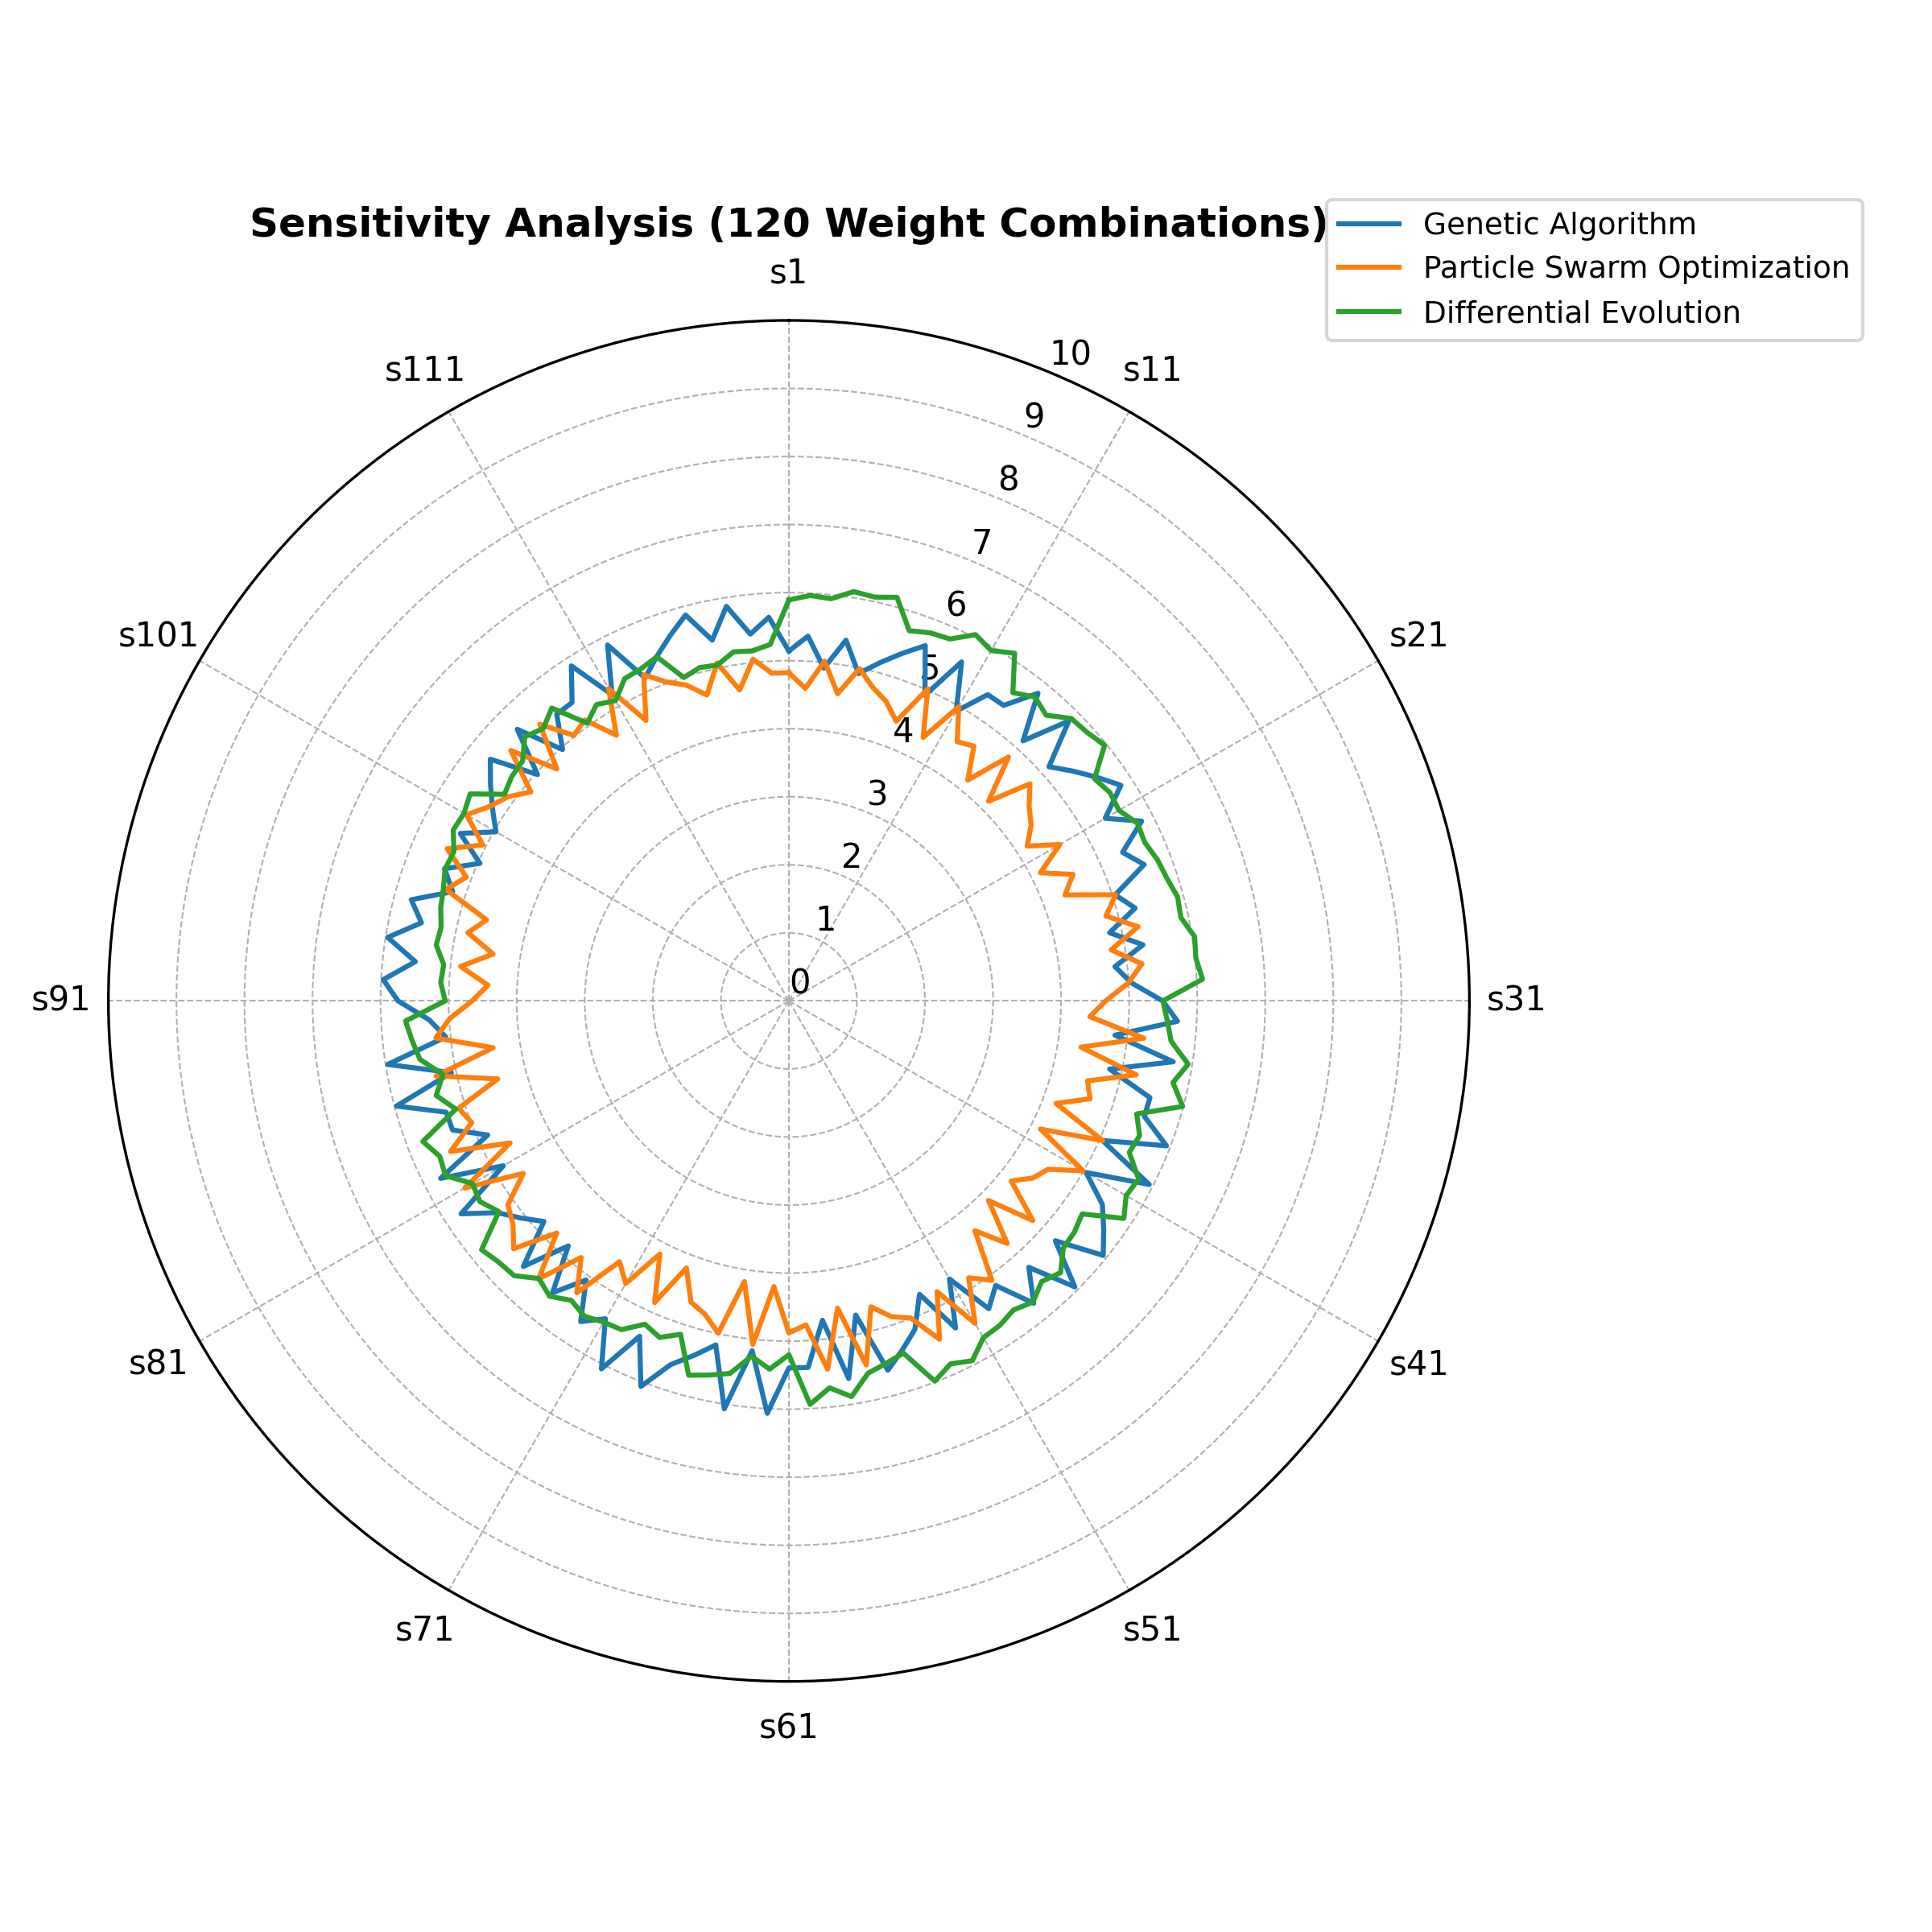 Sensitivity Analysis (120 Weight Combinations)
Genetic Algorithm
Particle Swarm Optimization
Differential Evolution
s1
s11
s21
s31
s41
s51
s61
s71
s81
s91
s101
s111
10
9
8
7
6
5
4
3
2
1
0